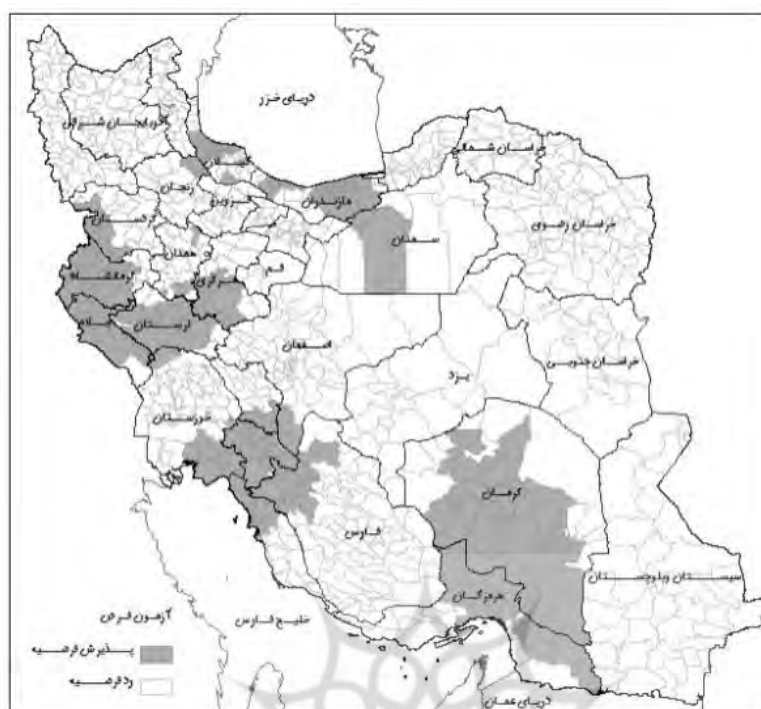 دریای خزر
آذربایجان شرقی
گیلان
خراسان شمالی
زنجان
مازندران
قزوین
کردستان
سمنان
خراسان رضوی
همدان
قم
مرکزی
کرمانشاه
لرستان
ایلام
اصفهان
خراسان جنوبی
یزد
خوزستان
کرمان
فارس
سیستان وبلوچستان
هرمزگان
آزمون فرض
خلیج فارس
پذیرش فرضیه
رد فرضیه
دریای عمان